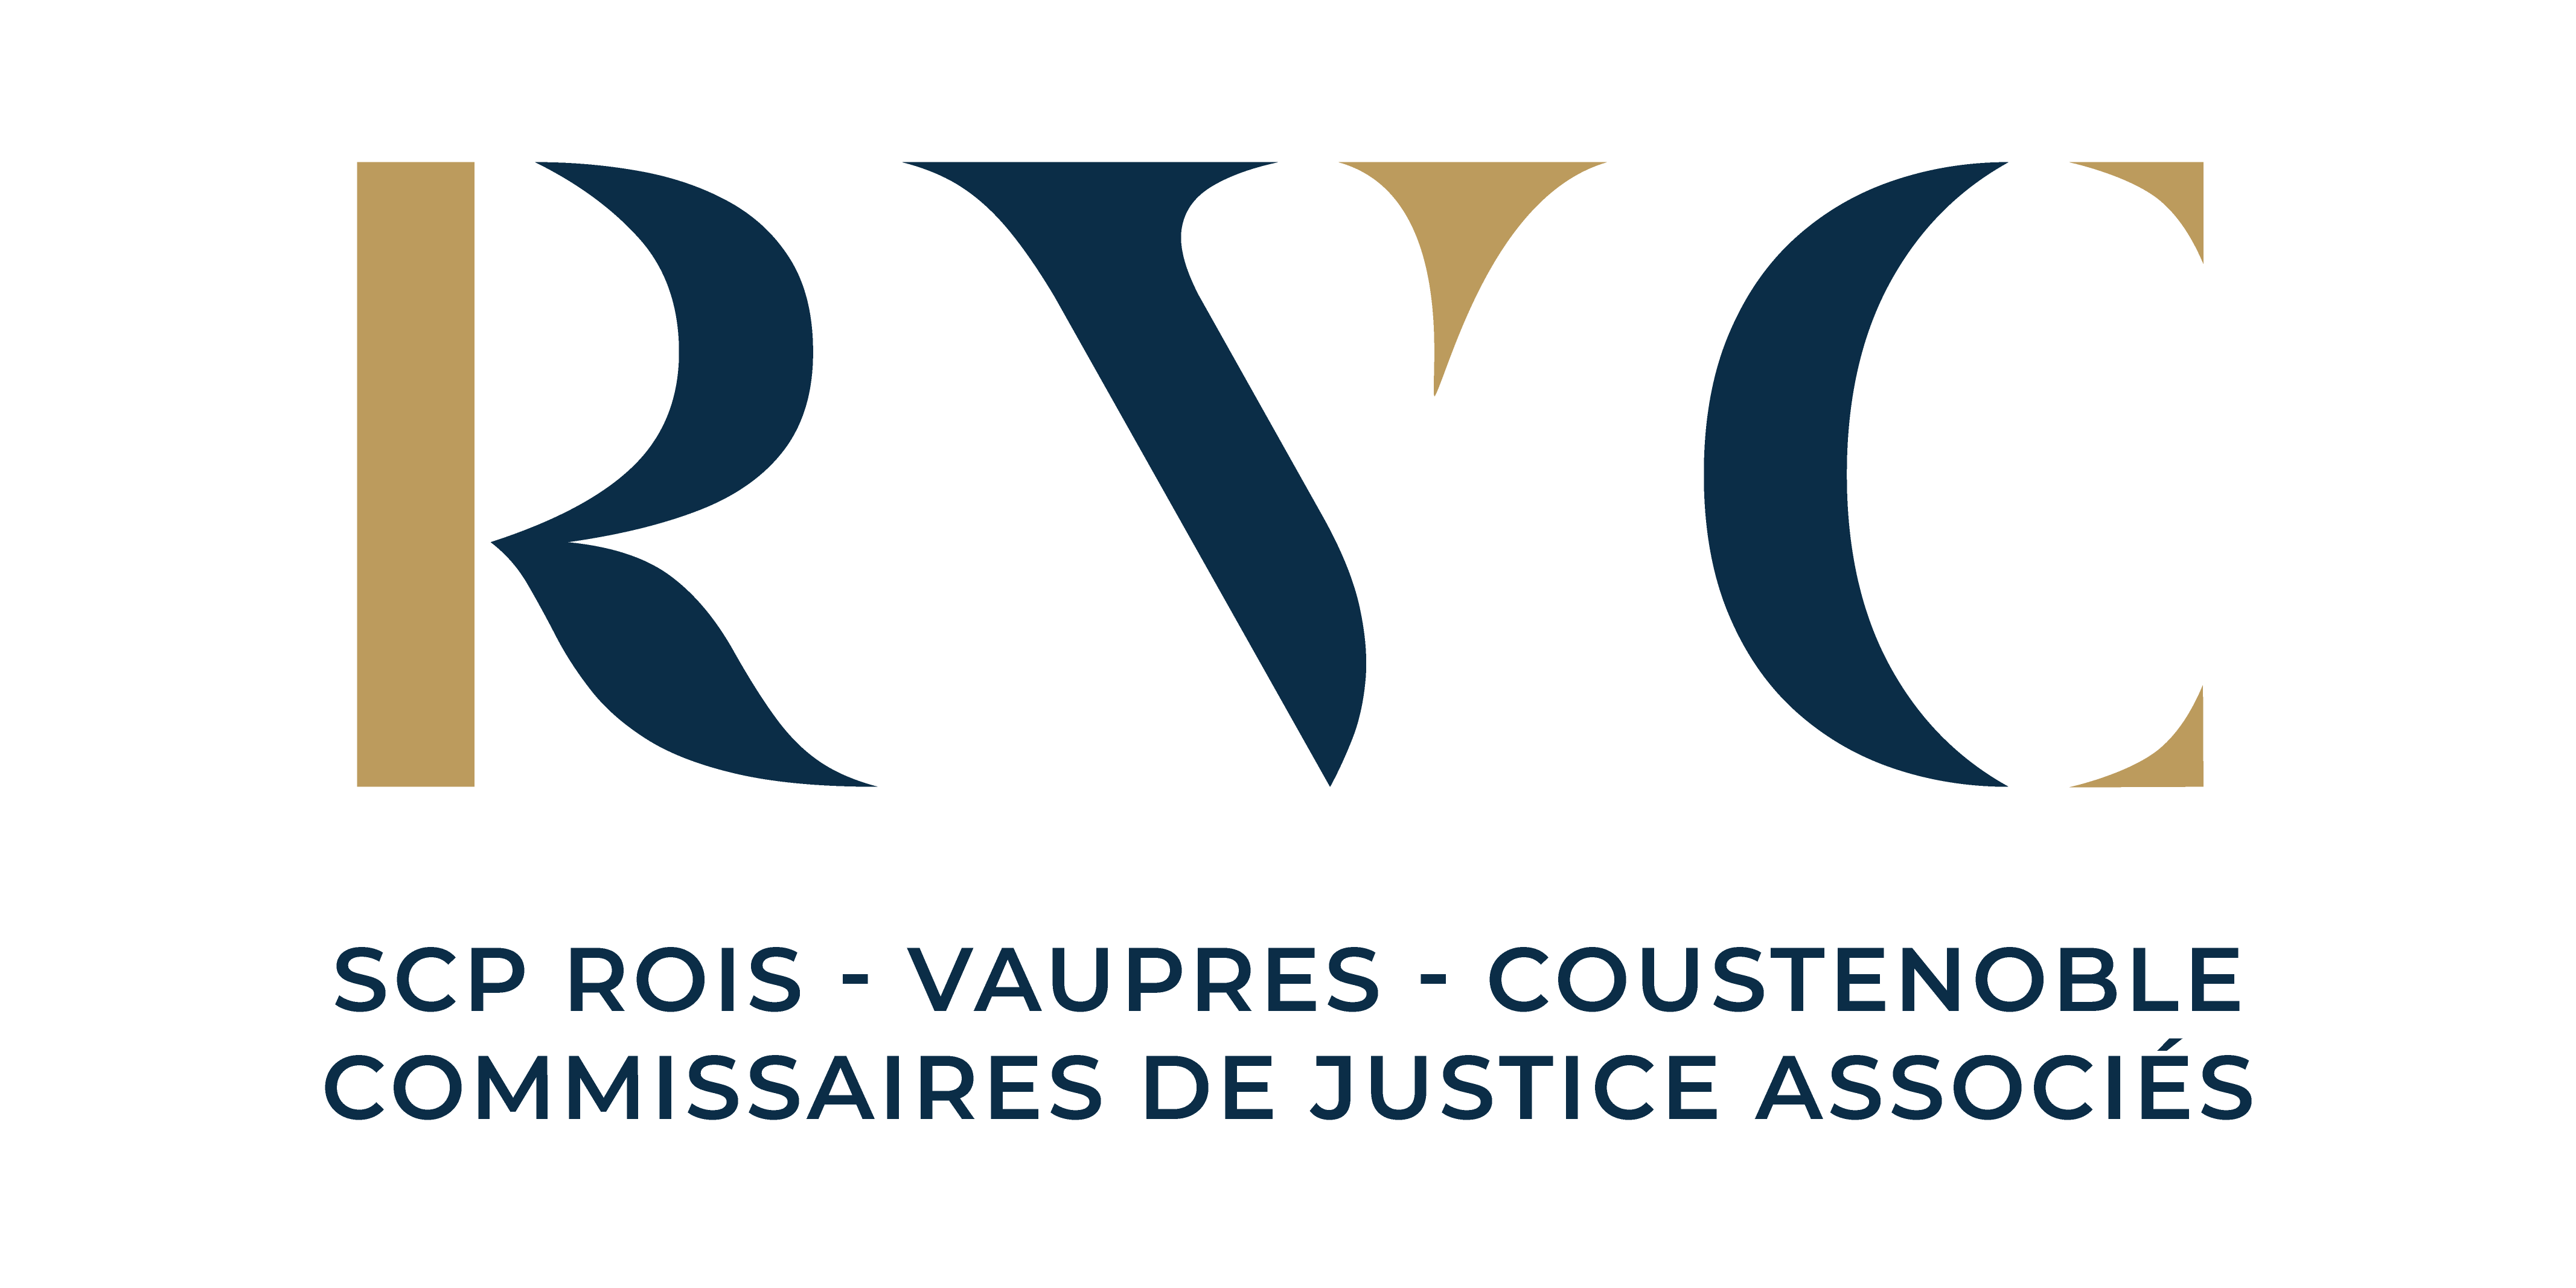 RVC
SCP ROIS - VAUPRES - COUSTENOBLE
COMMISSAIRES DE JUSTICE ASSOCIÉS